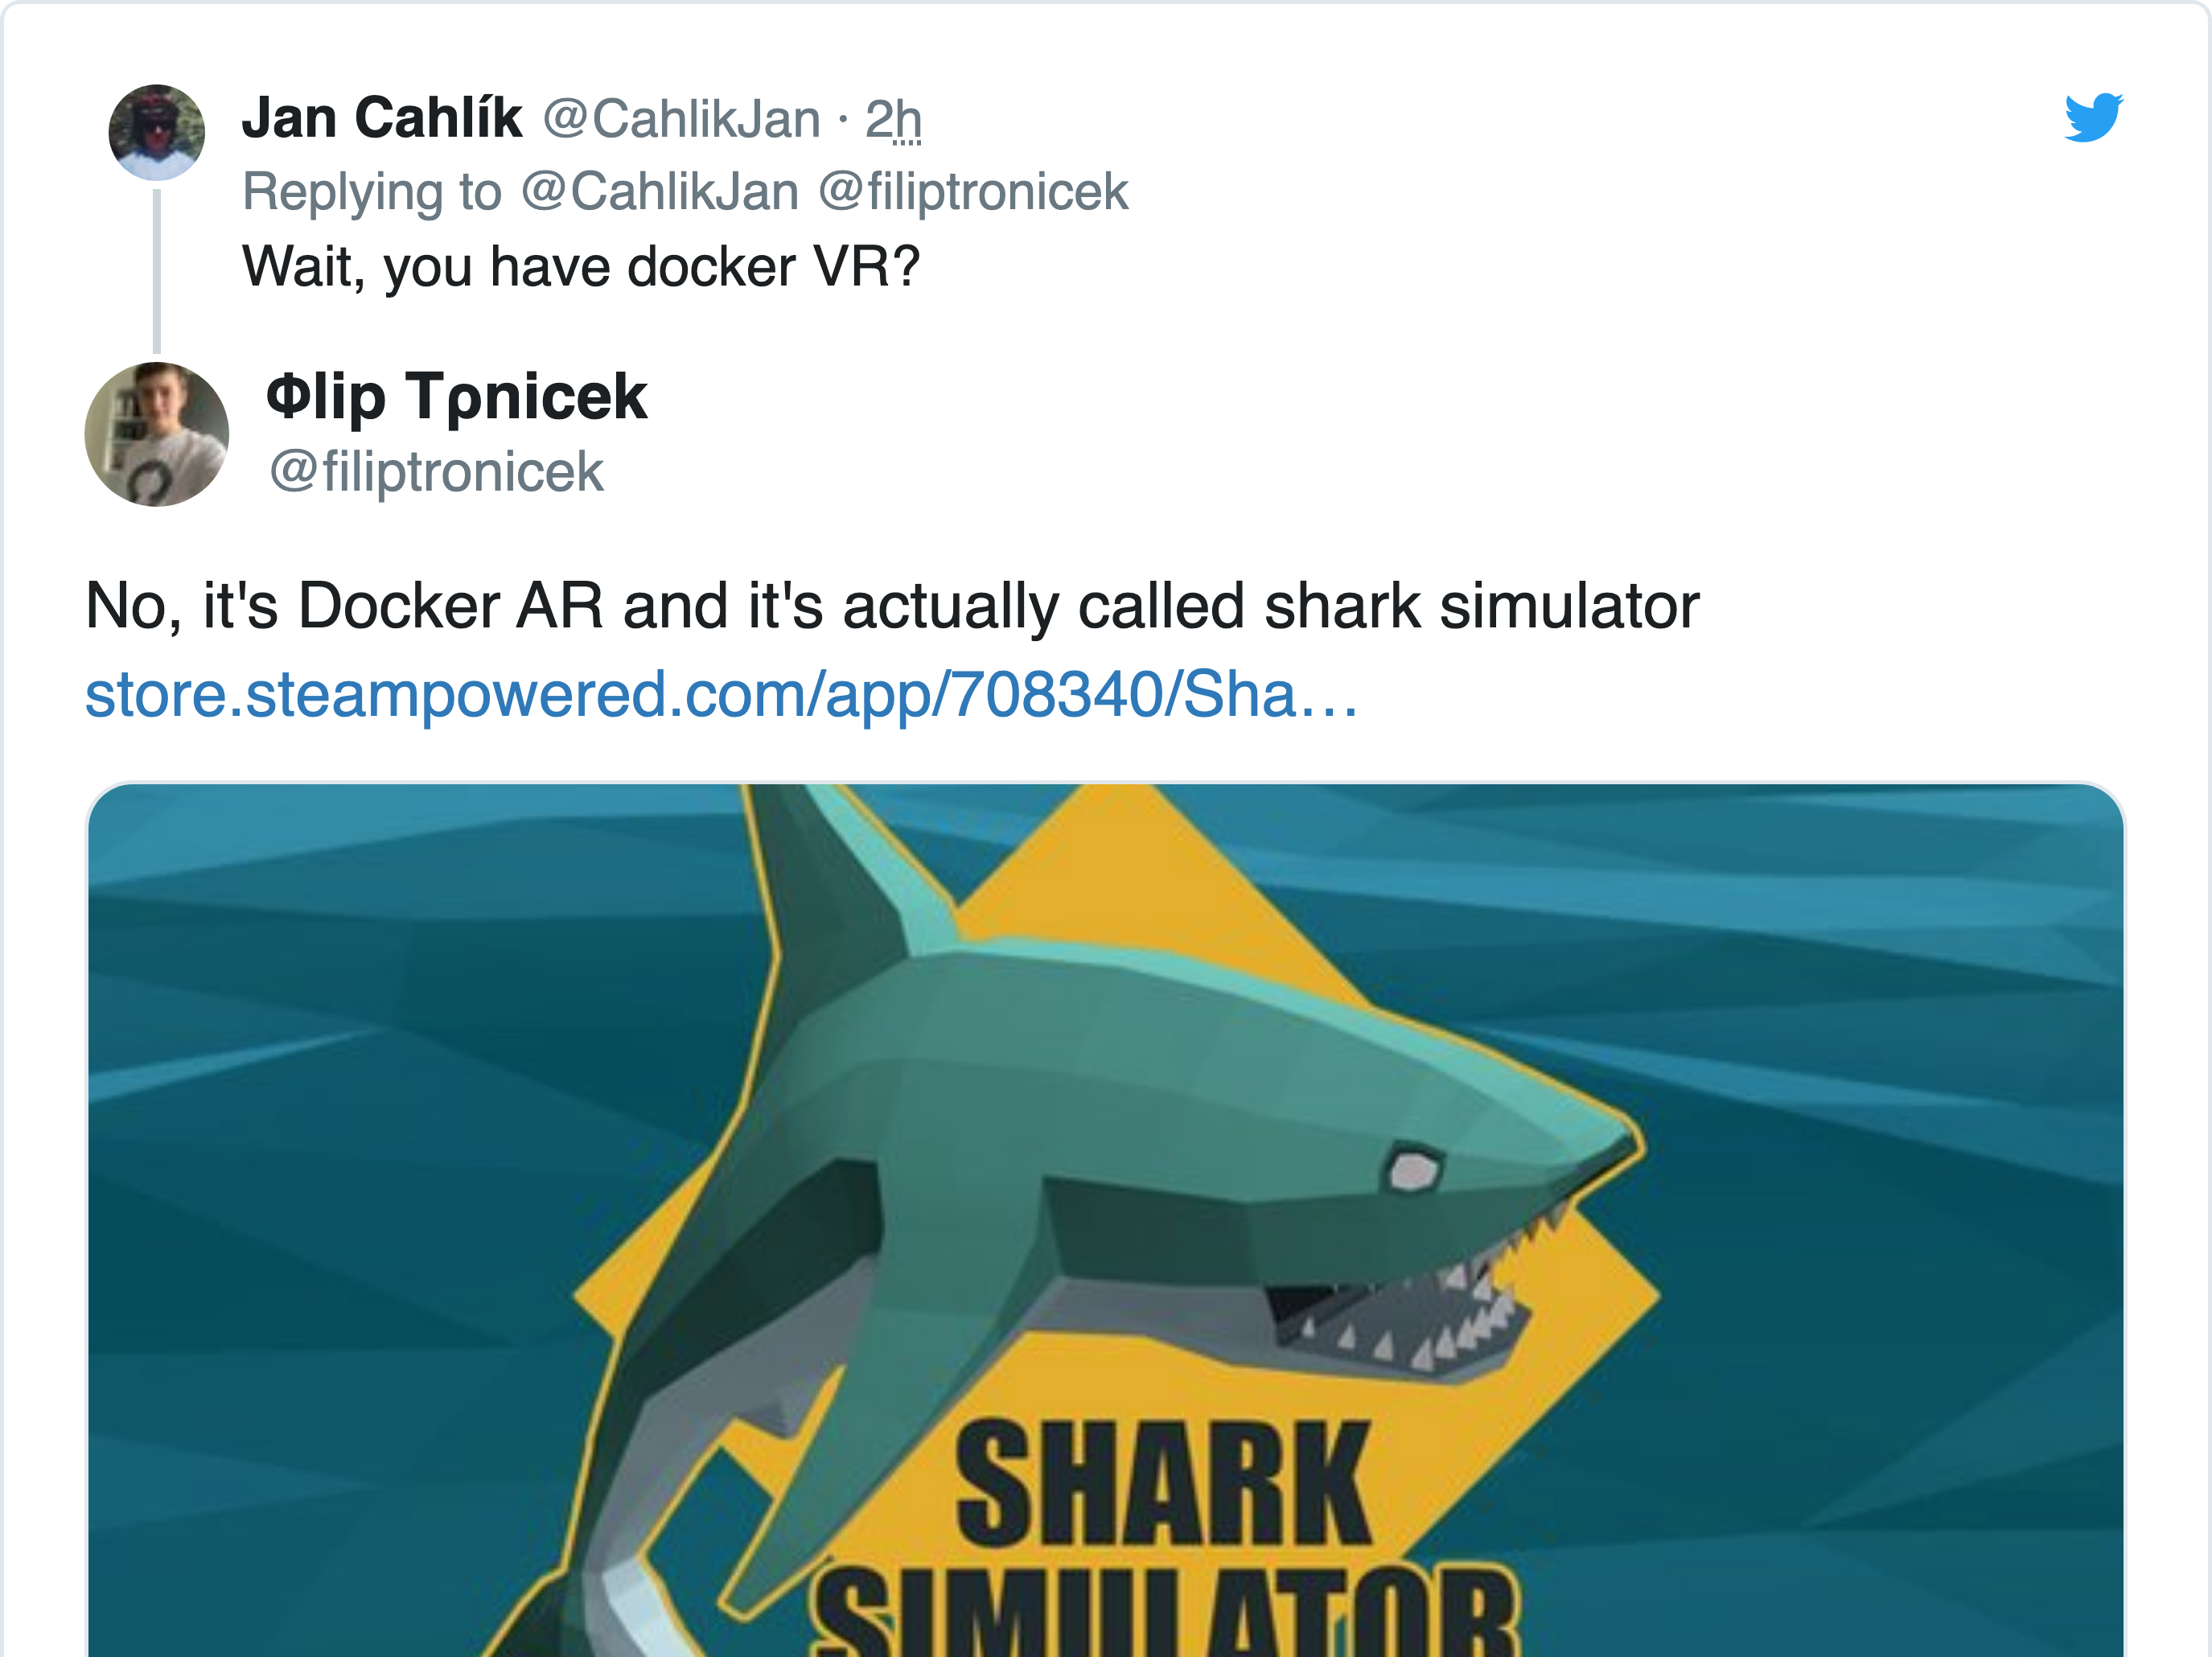 Jan Cahlík @CahlikJan · 2h
Replying to @CahlikJan @filiptronicek
Wait, you have docker VR?
Φlip Tρnicek
@filiptronicek
No, it's Docker AR and it's actually called shark simulator
store.steampowered.com/app/708340/Sha…
SHARK
SIMULATOR